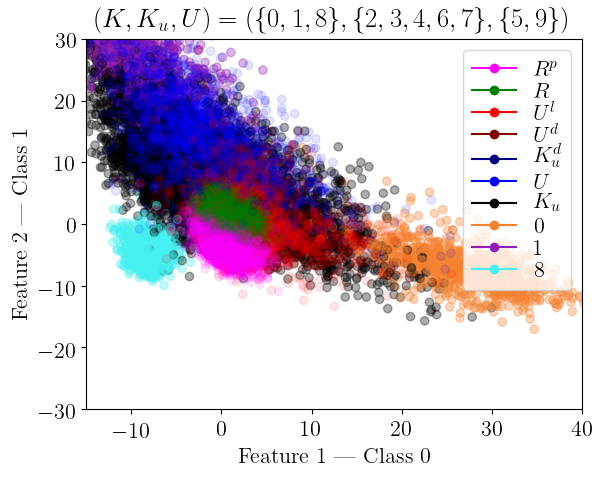 (K, K_u, U) = ({0, 1, 8}, {2, 3, 4, 6, 7}, {5, 9})
30
20
10
0
−10
−20
−30
Feature 2 — Class 1
R^p
R
U^l
U^d
K_u^d
U
K_u
0
1
8
−10
0
10
20
30
40
Feature 1 — Class 0